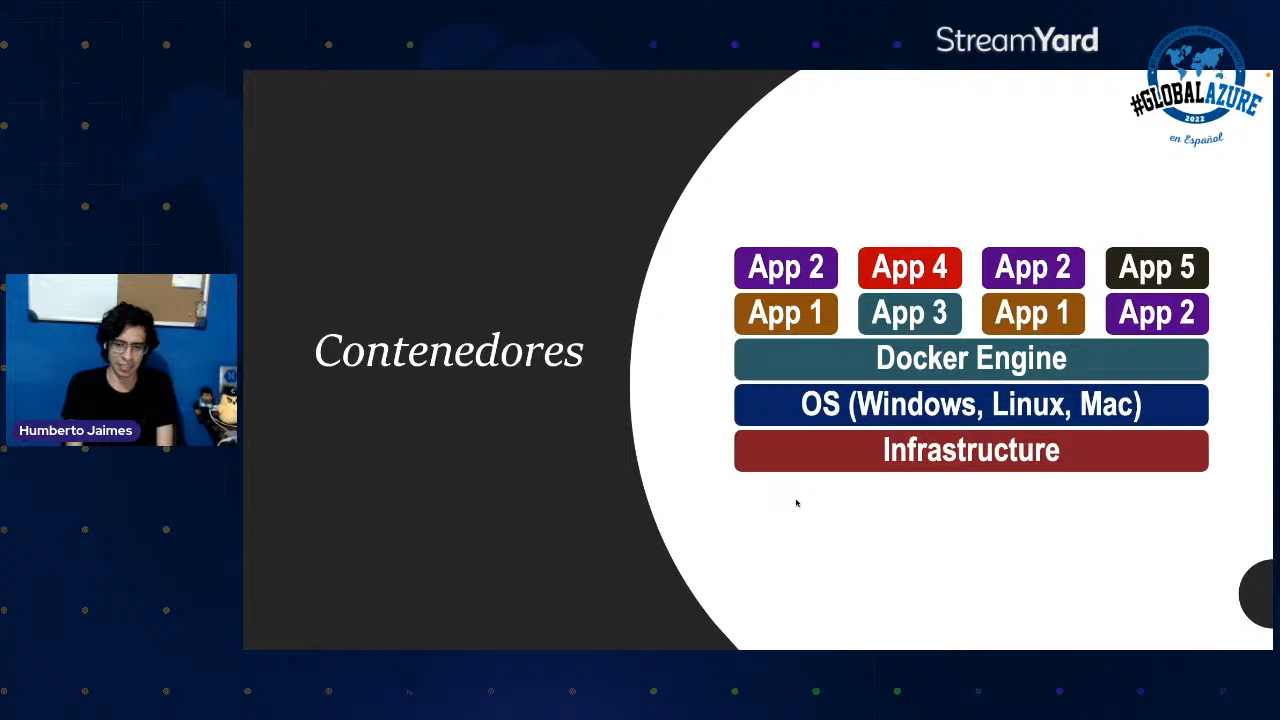 StreamYard
#GLOBALAZURE
2022
en Español
App 2 App 4 App 2 App 5
App 1 App 3 App 1 App 2
Contenedores
Docker Engine
OS (Windows, Linux, Mac)
Infrastructure
Humberto Jaimes